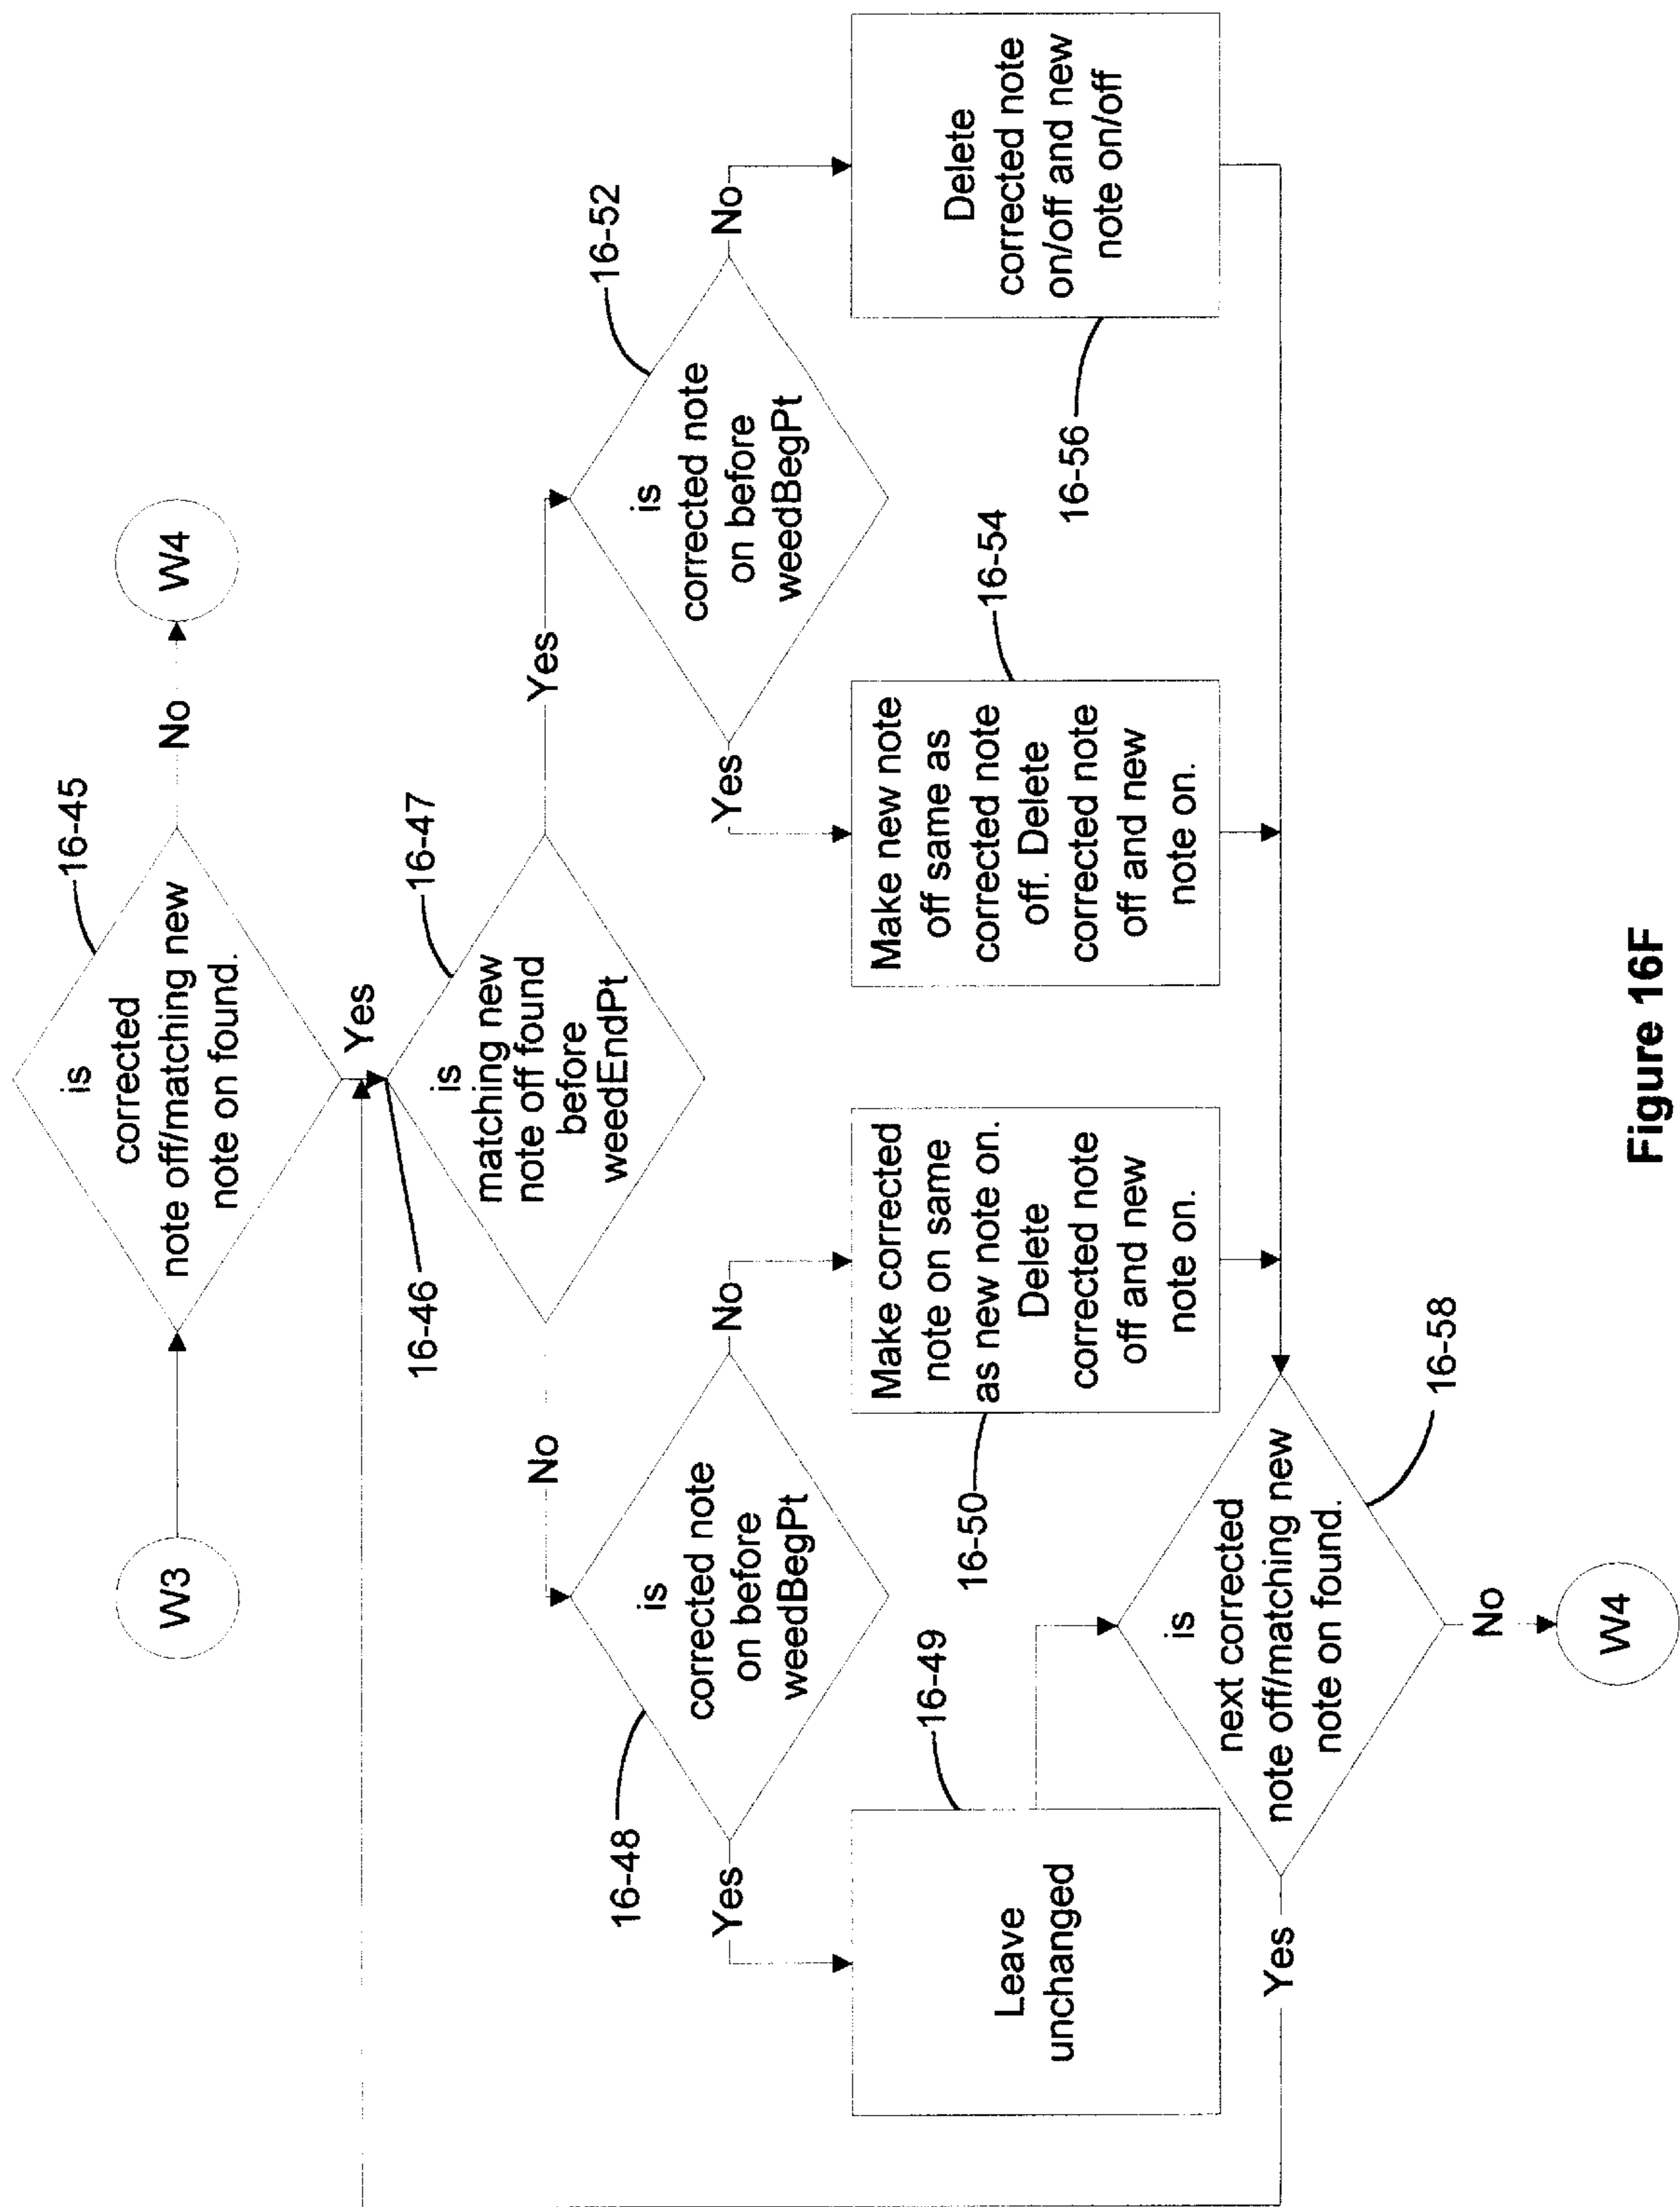 W3
is
corrected
note off/matching new
note on found.
16-45
No
W4
Yes
16-46
is
matching new
note off found
before
weedEndPt
16-47
No
Yes
16-48
is
corrected note
on before
weedBegPt
is
corrected note
on before
weedBegPt
16-52
Yes
No
Yes
No
Leave
unchanged
16-49
Make corrected
note on same
as new note on.
Delete
corrected note
off and new
note on.
16-50
Make new note
off same as
corrected note
off. Delete
corrected note
off and new
note on.
16-54
Delete
corrected note
on/off and new
note on/off
16-56
is
next corrected
note off/matching new
note on found.
16-58
Yes
No
W4
Figure 16F